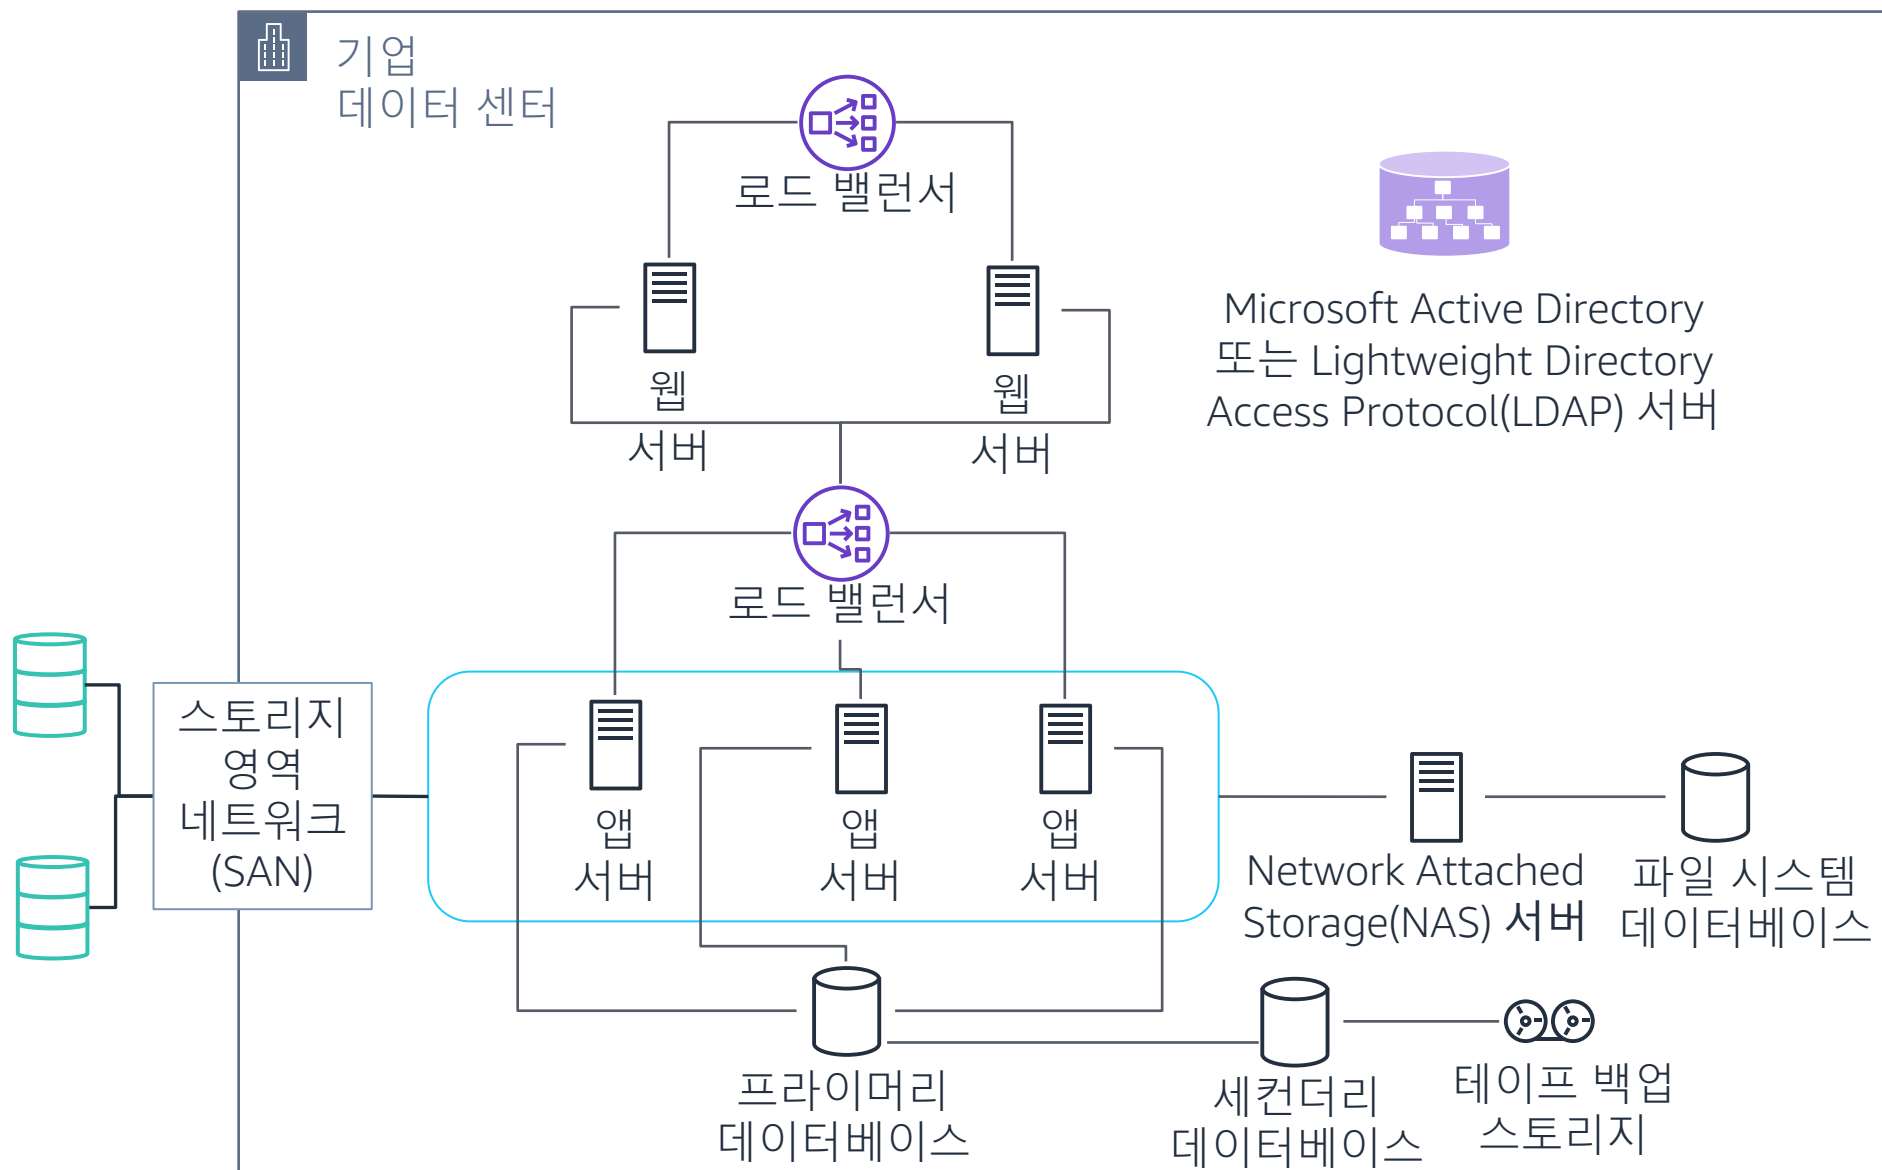 기업
데이터 센터
로드 밸런서
Microsoft Active Directory
또는 Lightweight Directory
Access Protocol(LDAP) 서버
웹
서버
웹
서버
로드 밸런서
스토리지
영역
네트워크
(SAN)
앱
서버
앱
서버
앱
서버
Network Attached
Storage(NAS) 서버
파일 시스템
데이터베이스
프라이머리
데이터베이스
세컨더리
데이터베이스
테이프 백업
스토리지